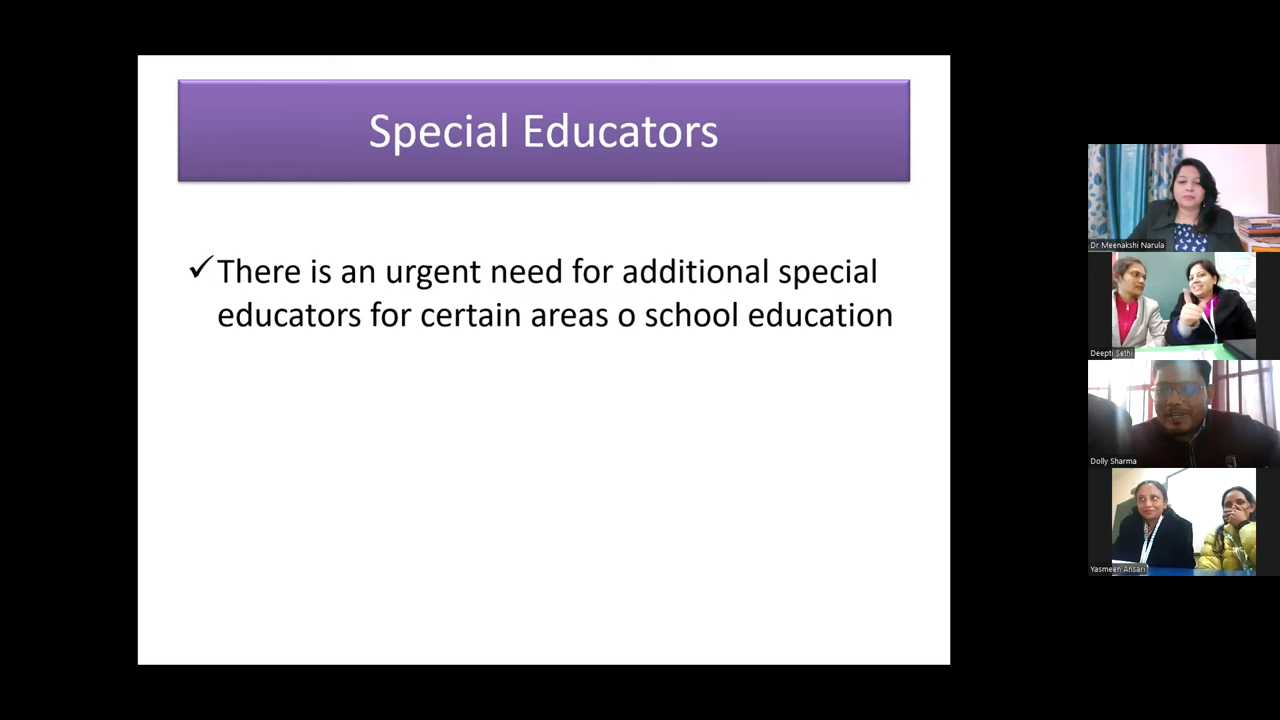 Special Educators
✓There is an urgent need for additional special
educators for certain areas o school education
Dr Meenakshi Narula
Deepti Sethi
Dolly Sharma
Yasmeen Ansari